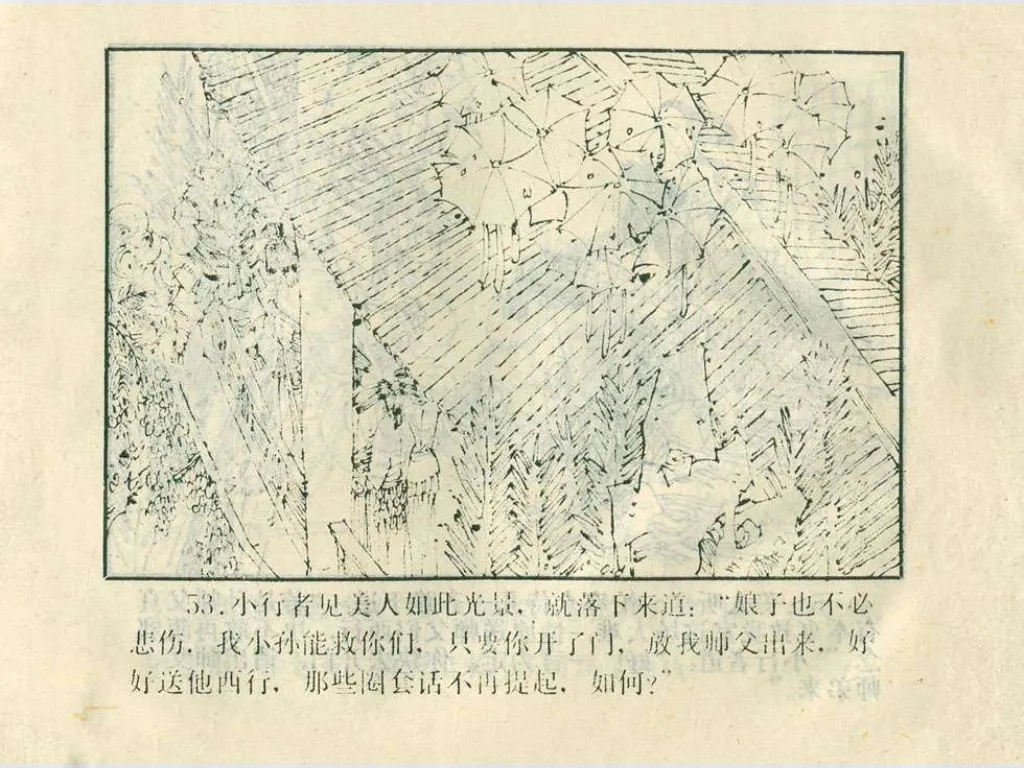 53. 小行者见美人如此光景，就落下来道：“娘子也不必
悲伤，我小孙能救你们，只要你开了门，放我师父出来，好
好送他西行，那些圈套话不再提起，如何？”